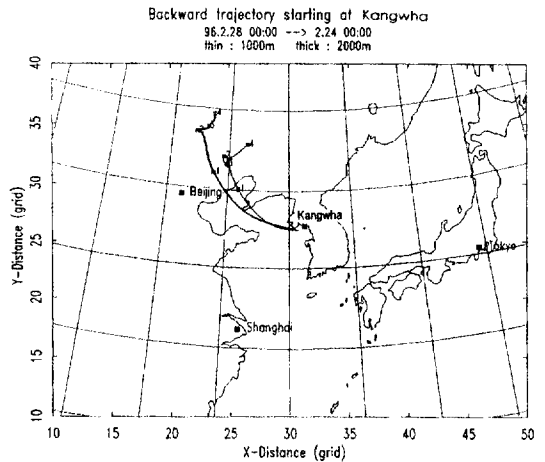 Backward trajectory starting at Kangwha
96.2.28 00:00 --> 2.24 00:00
thin : 1000m thick : 2000m
40
35
30
25
20
15
10
Y-Distance (grid)
Beijing
Kangwha
Tokyo
Shanghai
10 15 20 25 30 35 40 45 50
X-Distance (grid)